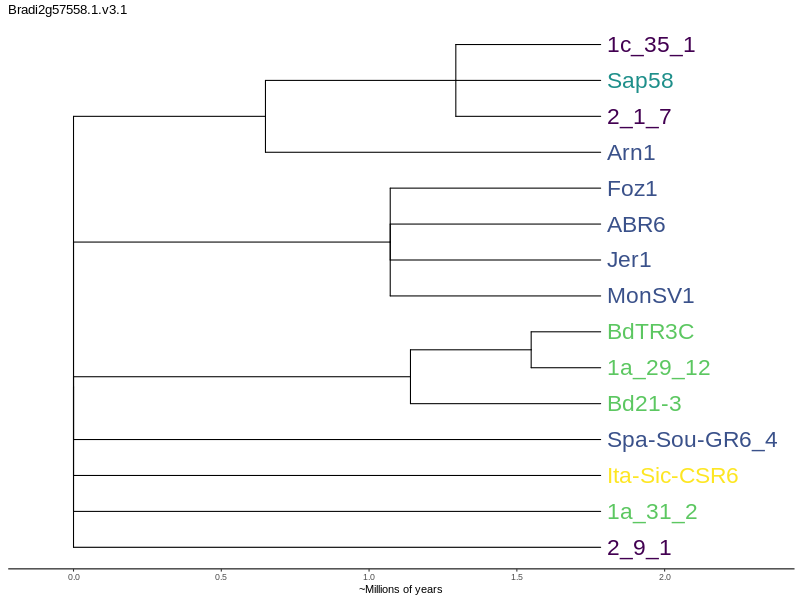 Bradi2g57558.1.v3.1
1c_35_1
Sap58
2_1_7
Arn1
Foz1
ABR6
Jer1
MonSV1
BdTR3C
1a_29_12
Bd21-3
Spa-Sou-GR6_4
Ita-Sic-CSR6
1a_31_2
2_9_1
0.0 0.5 1.0 1.5 2.0
~Millions of years